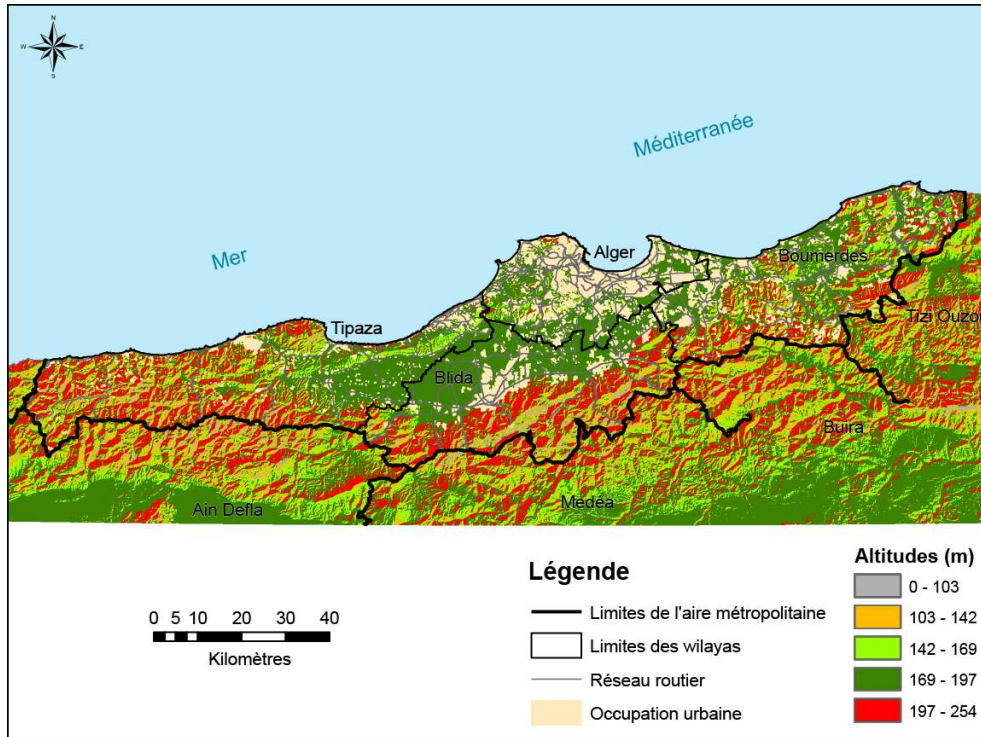 N
W E
S
Méditerranée
Mer
Alger
Boumerdes
Tipaza
Tizi Ouzou
Blida
Buira
Ain Defla
Medéa
Légende
Limites de l'aire métropolitaine
Limites des wilayas
Réseau routier
Occupation urbaine
Altitudes (m)
0 - 103
103 - 142
142 - 169
169 - 197
197 - 254
0 5 10 20 30 40
Kilomètres